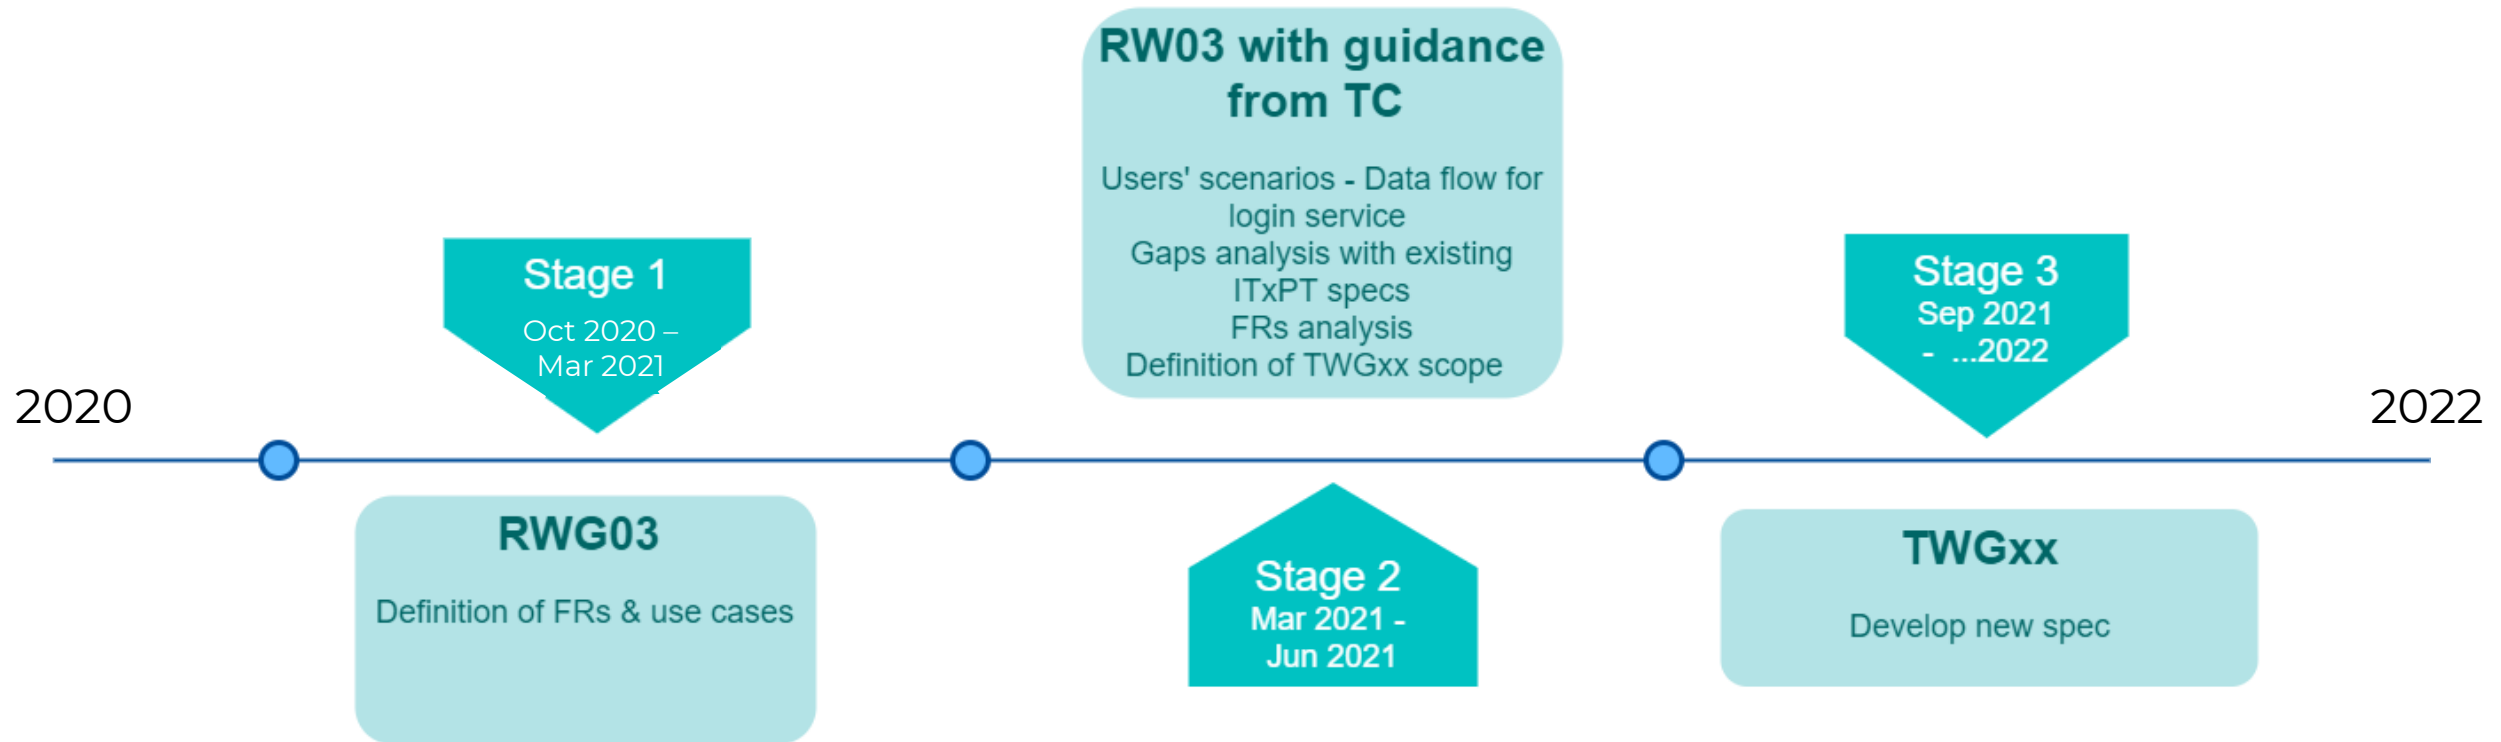 2020
Stage 1
Oct 2020 –
Mar 2021
RWG03
Definition of FRs & use cases
RW03 with guidance
from TC
Users' scenarios - Data flow for
login service
Gaps analysis with existing
ITxPT specs
FRs analysis
Definition of TWGxx scope
Stage 2
Mar 2021 -
Jun 2021
Stage 3
Sep 2021
- ...2022
TWGxx
Develop new spec
2022